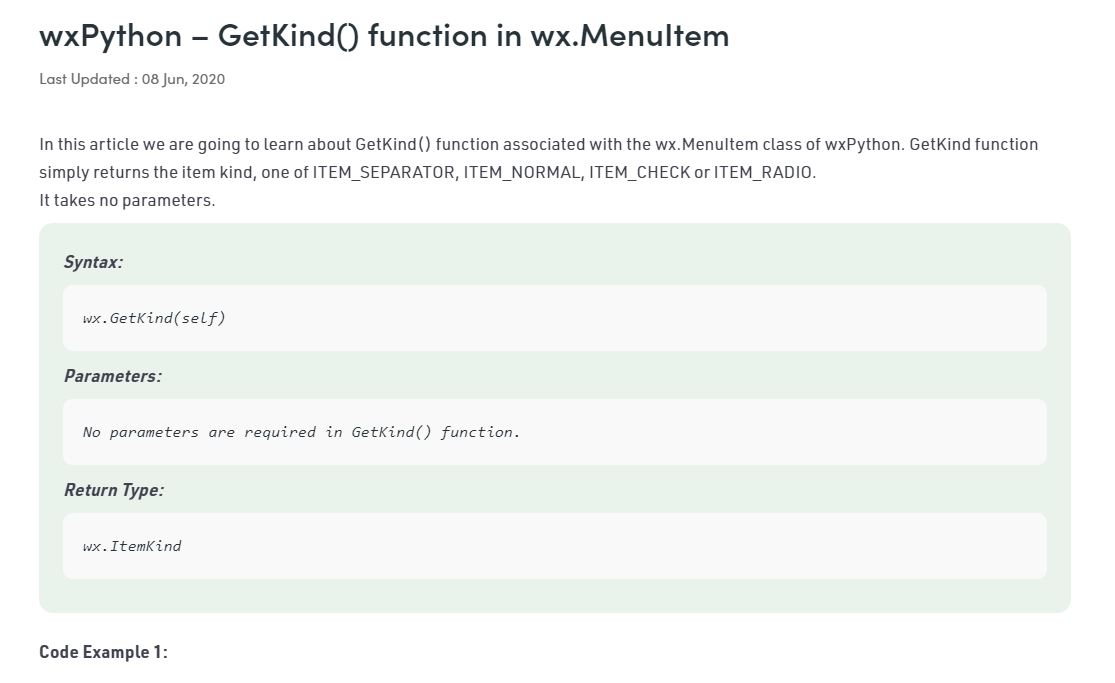 wxPython – GetKind() function in wx.MenuItem
Last Updated : 08 Jun, 2020
In this article we are going to learn about GetKind() function associated with the wx.MenuItem class of wxPython. GetKind function
simply returns the item kind, one of ITEM_SEPARATOR, ITEM_NORMAL, ITEM_CHECK or ITEM_RADIO.
It takes no parameters.
Syntax:
wx.GetKind(self)
Parameters:
No parameters are required in GetKind() function.
Return Type:
wx.ItemKind
Code Example 1: